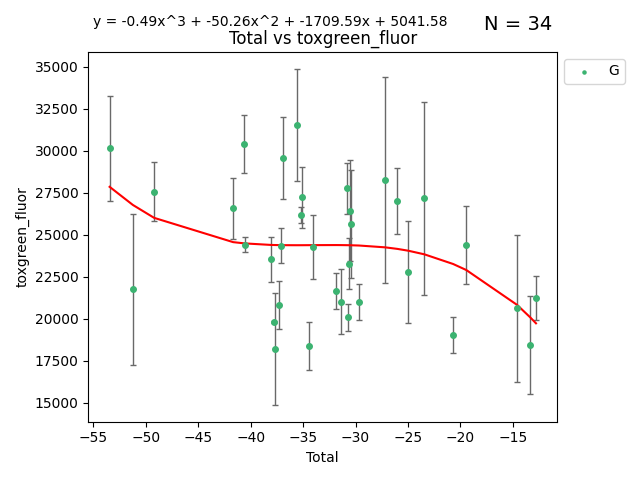 y = -0.49x^3 + -50.26x^2 + -1709.59x + 5041.58
N = 34
Total vs toxgreen_fluor
G
35000
32500
30000
27500
25000
22500
20000
17500
15000
toxgreen_fluor
−55 −50 −45 −40 −35 −30 −25 −20 −15
Total